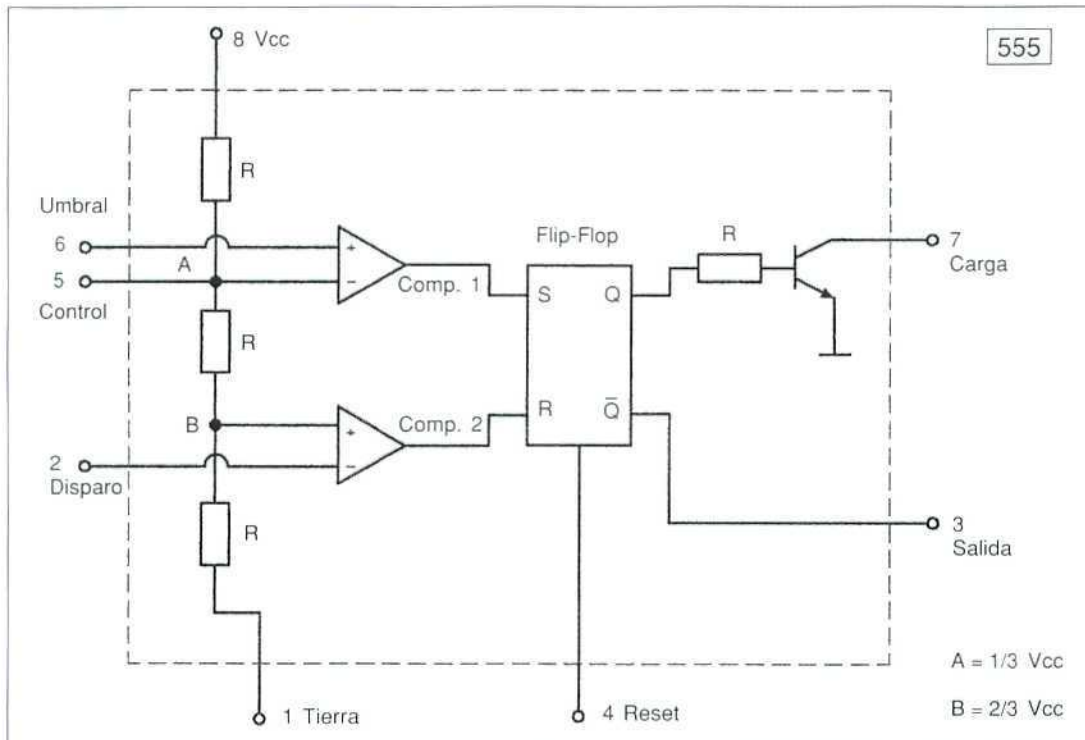 8 Vcc
555
R
Umbral
6
A
5
Control
+
−
Comp. 1
Flip-Flop
S
Q
R
7
Carga
R
B
Comp. 2
R
Q̄
2
Disparo
+
−
R
3
Salida
1 Tierra
4 Reset
A = 1/3 Vcc
B = 2/3 Vcc